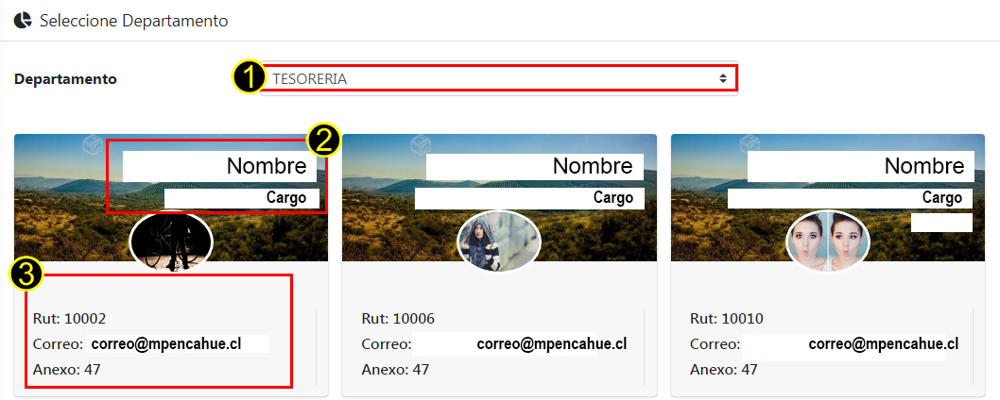 Seleccione Departamento
Departamento
1
TESORERIA
2
Nombre
Cargo
Nombre
Cargo
Nombre
Cargo
3
Rut: 10002
Correo: correo@mpencahue.cl
Anexo: 47
Rut: 10006
Correo: correo@mpencahue.cl
Anexo: 47
Rut: 10010
Correo: correo@mpencahue.cl
Anexo: 47